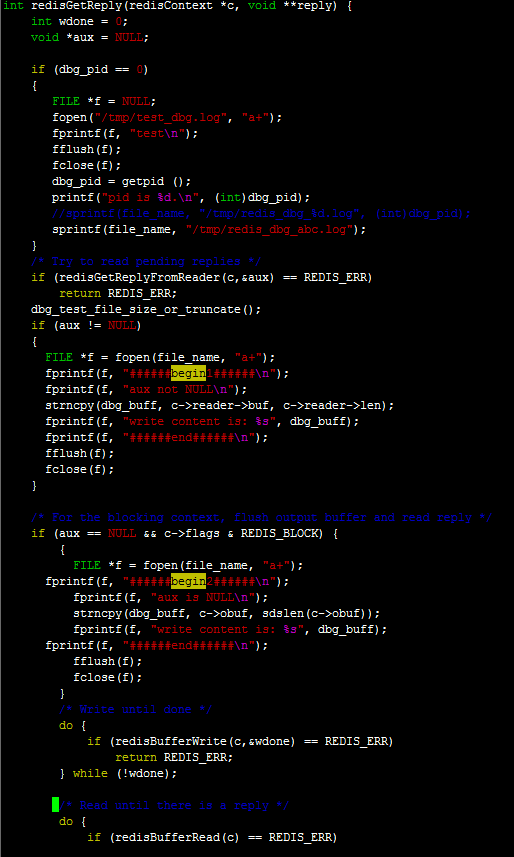 int redisGetReply(redisContext *c, void **reply) {
    int wdone = 0;
    void *aux = NULL;

    if (dbg_pid == 0)
    {
       FILE *f = NULL;
       fopen("/tmp/test_dbg.log", "a+");
       fprintf(f, "test\n");
       fflush(f);
       fclose(f);
       dbg_pid = getpid ();
       printf("pid is %d.\n", (int)dbg_pid);
       //sprintf(file_name, "/tmp/redis_dbg_%d.log", (int)dbg_pid);
       sprintf(file_name, "/tmp/redis_dbg_abc.log");
    }
    /* Try to read pending replies */
    if (redisGetReplyFromReader(c,&aux) == REDIS_ERR)
        return REDIS_ERR;
    dbg_test_file_size_or_truncate();
    if (aux != NULL)
    {
      FILE *f = fopen(file_name, "a+");
      fprintf(f, "######begin1######\n");
      fprintf(f, "aux not NULL\n");
      strncpy(dbg_buff, c->reader->buf, c->reader->len);
      fprintf(f, "write content is: %s", dbg_buff);
      fprintf(f, "######end######\n");
      fflush(f);
      fclose(f);
    }

    /* For the blocking context, flush output buffer and read reply */
    if (aux == NULL && c->flags & REDIS_BLOCK) {
        {
          FILE *f = fopen(file_name, "a+");
      fprintf(f, "######begin2######\n");
          fprintf(f, "aux is NULL\n");
          strncpy(dbg_buff, c->obuf, sdslen(c->obuf));
          fprintf(f, "write content is: %s", dbg_buff);
      fprintf(f, "######end######\n");
          fflush(f);
          fclose(f);
        }
        /* Write until done */
        do {
            if (redisBufferWrite(c,&wdone) == REDIS_ERR)
                return REDIS_ERR;
        } while (!wdone);

        /* Read until there is a reply */
        do {
            if (redisBufferRead(c) == REDIS_ERR)